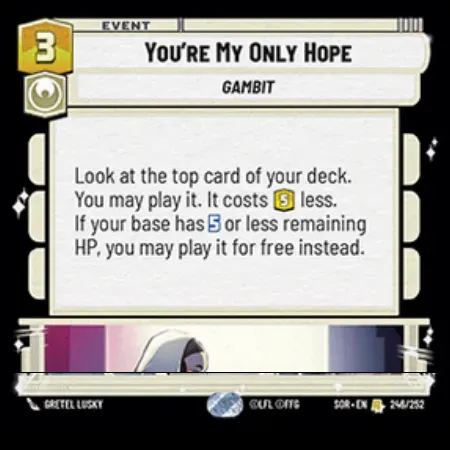 EVENT
3
YOU'RE MY ONLY HOPE
GAMBIT
Look at the top card of your deck.
You may play it. It costs 5 less.
If your base has 5 or less remaining
HP, you may play it for free instead.
GRETEL LUSKY
©LFL ©FFG
SOR • EN
246/252